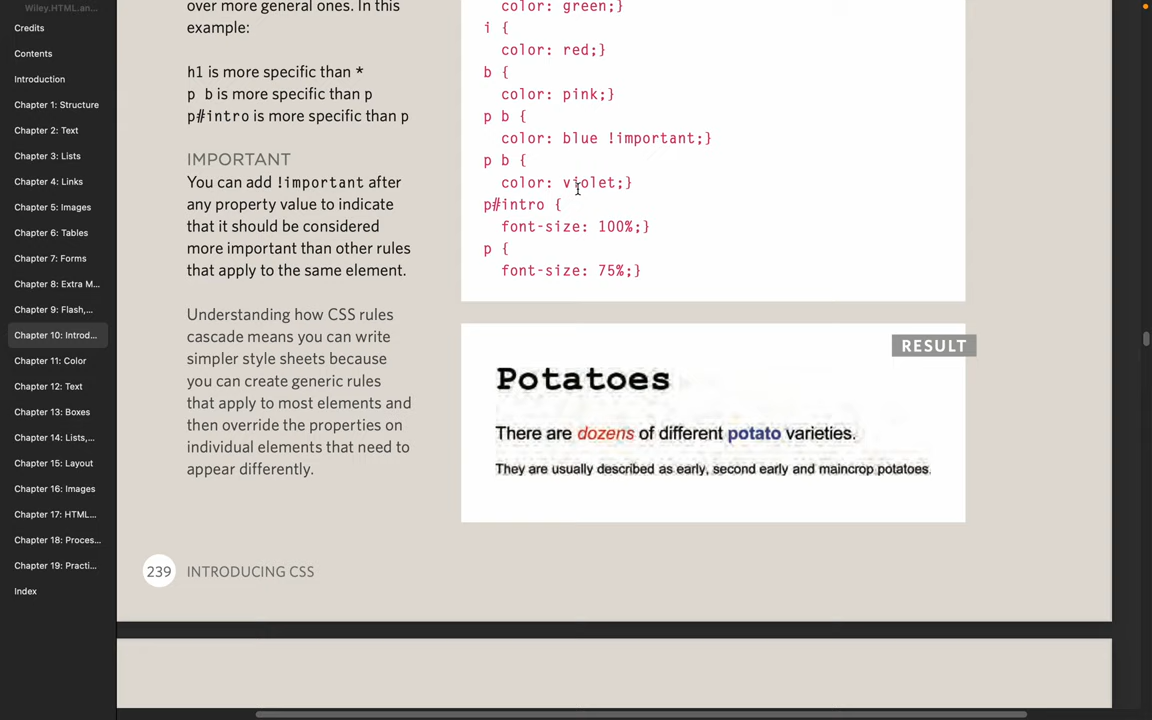 Wiley.HTML.an...
Credits
Contents
Introduction
Chapter 1: Structure
Chapter 2: Text
Chapter 3: Lists
Chapter 4: Links
Chapter 5: Images
Chapter 6: Tables
Chapter 7: Forms
Chapter 8: Extra M...
Chapter 9: Flash,...
Chapter 10: Introd...
Chapter 11: Color
Chapter 12: Text
Chapter 13: Boxes
Chapter 14: Lists,...
Chapter 15: Layout
Chapter 16: Images
Chapter 17: HTML...
Chapter 18: Proces...
Chapter 19: Practi...
Index
over more general ones. In this
example:
h1 is more specific than *
p b is more specific than p
p#intro is more specific than p
IMPORTANT
You can add !important after
any property value to indicate
that it should be considered
more important than other rules
that apply to the same element.
Understanding how CSS rules
cascade means you can write
simpler style sheets because
you can create generic rules
that apply to most elements and
then override the properties on
individual elements that need to
appear differently.
color: green;}
i {
color: red;}
b {
color: pink;}
p b {
color: blue !important;}
p b {
color: violet;}
p#intro {
font-size: 100%;}
p {
font-size: 75%;}
RESULT
Potatoes
There are dozens of different potato varieties.
They are usually described as early, second early and maincrop potatoes.
239 INTRODUCING CSS